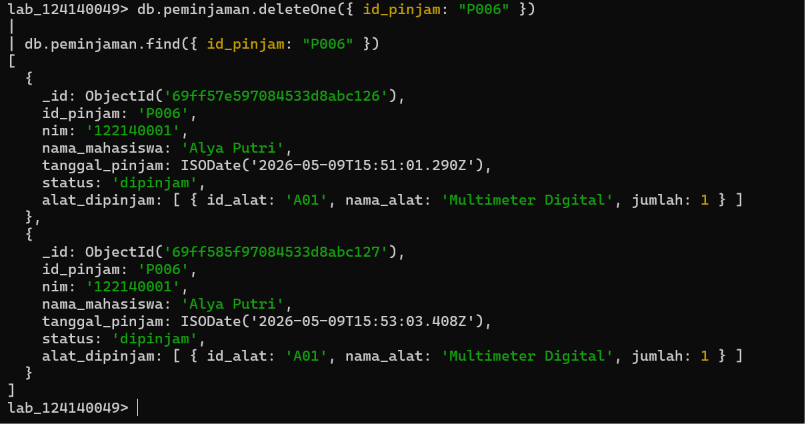 lab_124140049> db.peminjaman.deleteOne({ id_pinjam: "P006" })
|
| db.peminjaman.find({ id_pinjam: "P006" })
[
  {
    _id: ObjectId('69ff57e597084533d8abc126'),
    id_pinjam: 'P006',
    nim: '122140001',
    nama_mahasiswa: 'Alya Putri',
    tanggal_pinjam: ISODate('2026-05-09T15:51:01.290Z'),
    status: 'dipinjam',
    alat_dipinjam: [ { id_alat: 'A01', nama_alat: 'Multimeter Digital', jumlah: 1 } ]
  },
  {
    _id: ObjectId('69ff585f97084533d8abc127'),
    id_pinjam: 'P006',
    nim: '122140001',
    nama_mahasiswa: 'Alya Putri',
    tanggal_pinjam: ISODate('2026-05-09T15:53:03.408Z'),
    status: 'dipinjam',
    alat_dipinjam: [ { id_alat: 'A01', nama_alat: 'Multimeter Digital', jumlah: 1 } ]
  }
]
lab_124140049>